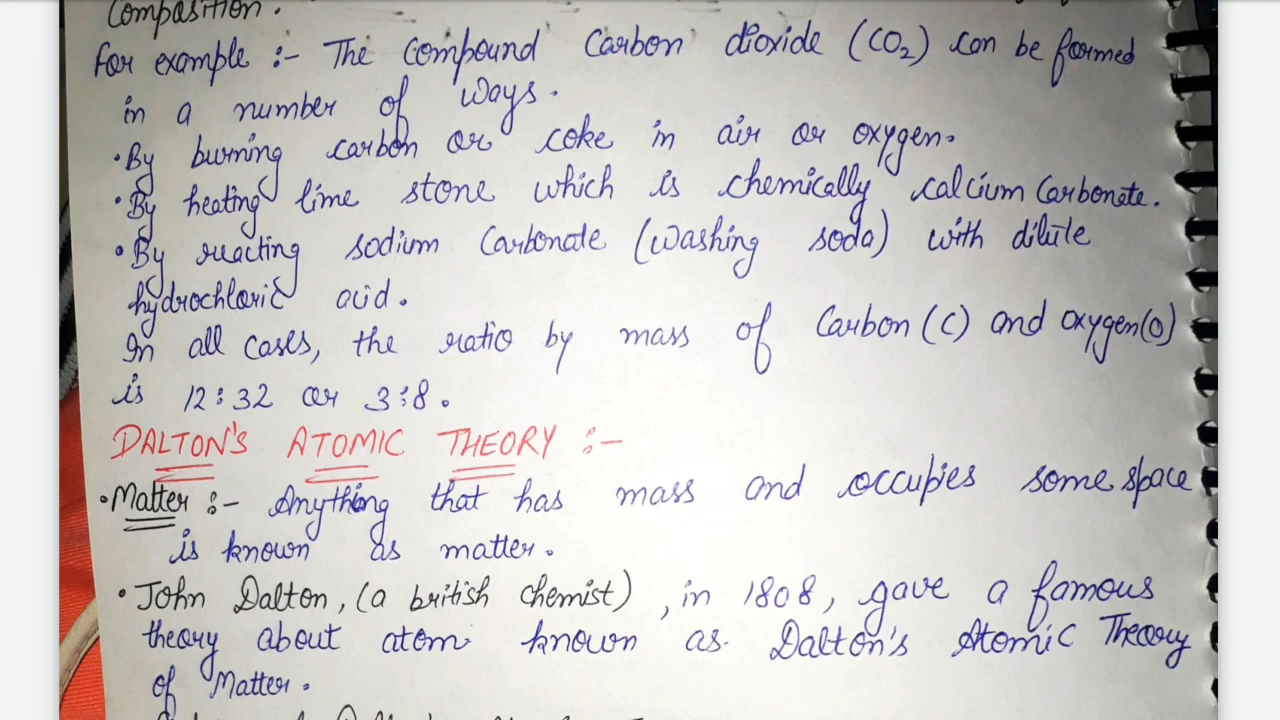 Composition.
For example :- The Compound Carbon dioxide (CO₂) can be formed
in a number of ways.
•By burning carbon or coke in air or oxygen.
•By heating lime stone which is chemically calcium Carbonate.
•By reacting sodium Carbonate (washing soda) with dilute
hydrochloric acid.
In all cases, the ratio by mass of Carbon (C) and oxygen(O)
is 12:32 or 3:8.
DALTON'S ATOMIC THEORY :-
•Matter :- Anything that has mass and occupies some space
is known as matter.
•John Dalton, (a british chemist), in 1808, gave a famous
theory about atom known as Dalton's Atomic Theory
of Matter.